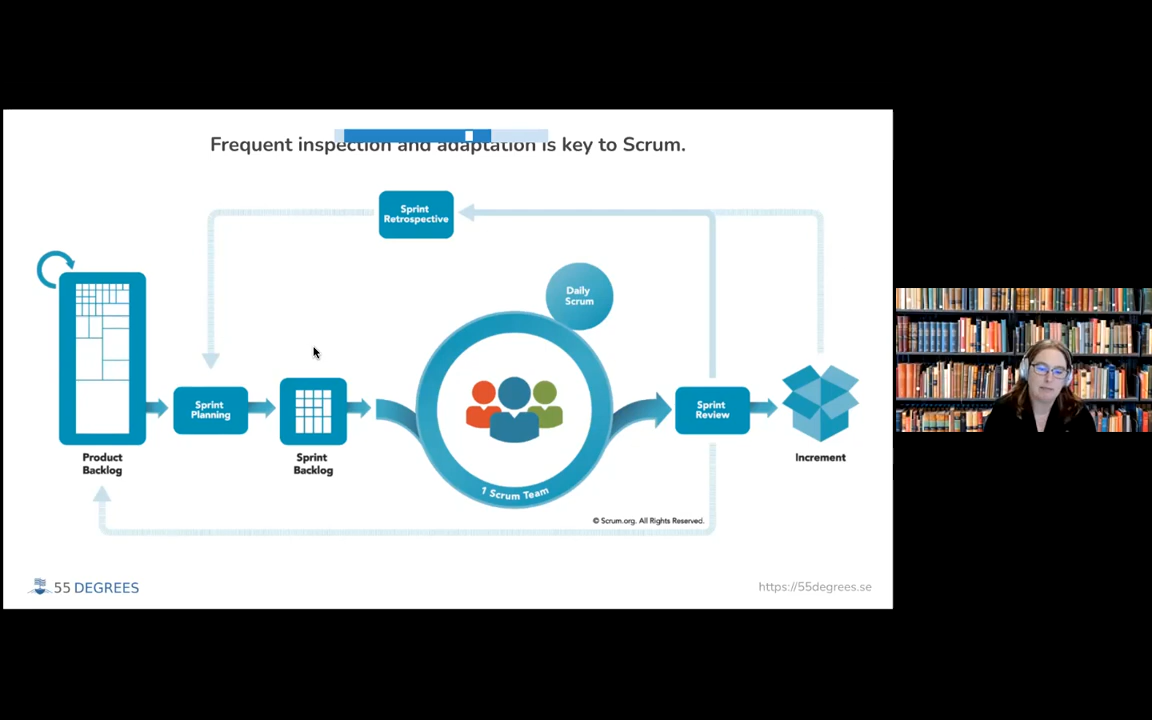 Frequent inspection and adaptation is key to Scrum.
Sprint
Retrospective
Daily
Scrum
Sprint
Planning
Sprint
Review
Product
Backlog
Sprint
Backlog
1 Scrum Team
Increment
© Scrum.org. All Rights Reserved.
55 DEGREES
https://55degrees.se